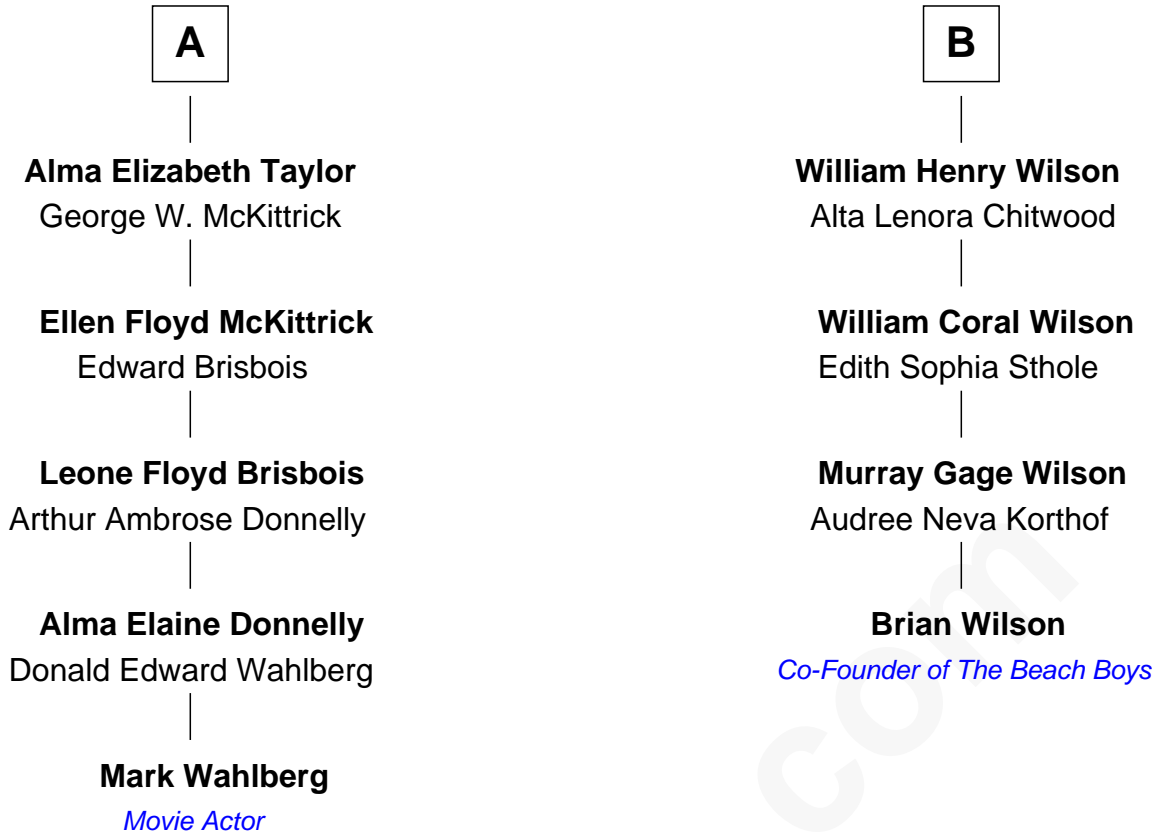 A
Alma Elizabeth Taylor
George W. McKittrick
Ellen Floyd McKittrick
Edward Brisbois
Leone Floyd Brisbois
Arthur Ambrose Donnelly
Alma Elaine Donnelly
Donald Edward Wahlberg
Mark Wahlberg
Movie Actor
B
William Henry Wilson
Alta Lenora Chitwood
William Coral Wilson
Edith Sophia Sthole
Murray Gage Wilson
Audree Neva Korthof
Brian Wilson
Co-Founder of The Beach Boys
com